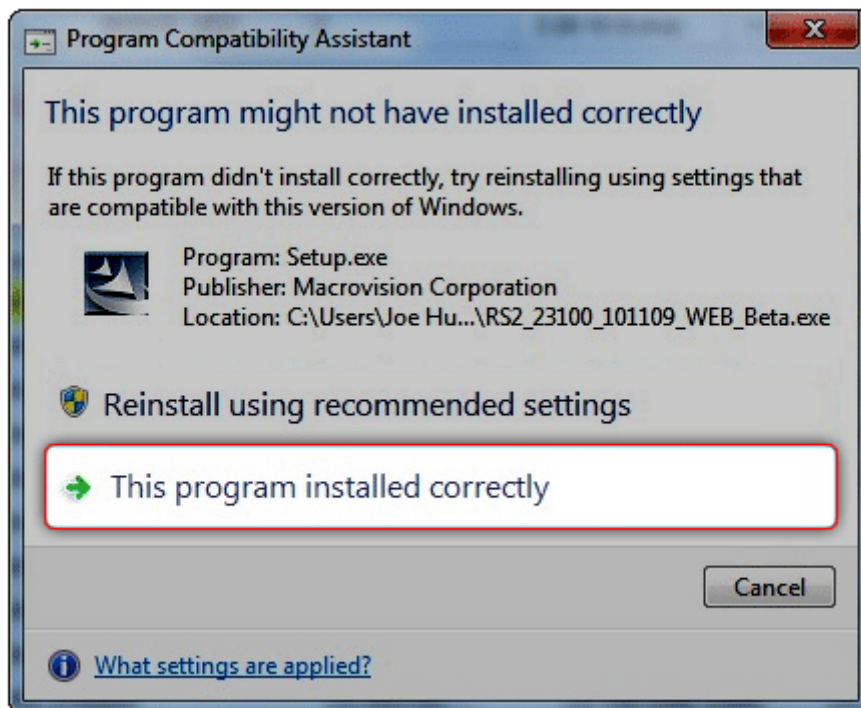 Program Compatibility Assistant
This program might not have installed correctly
If this program didn't install correctly, try reinstalling using settings that
are compatible with this version of Windows.
Program: Setup.exe
Publisher: Macrovision Corporation
Location: C:\Users\Joe Hu...\RS2_23100_101109_WEB_Beta.exe
Reinstall using recommended settings
This program installed correctly
Cancel
What settings are applied?